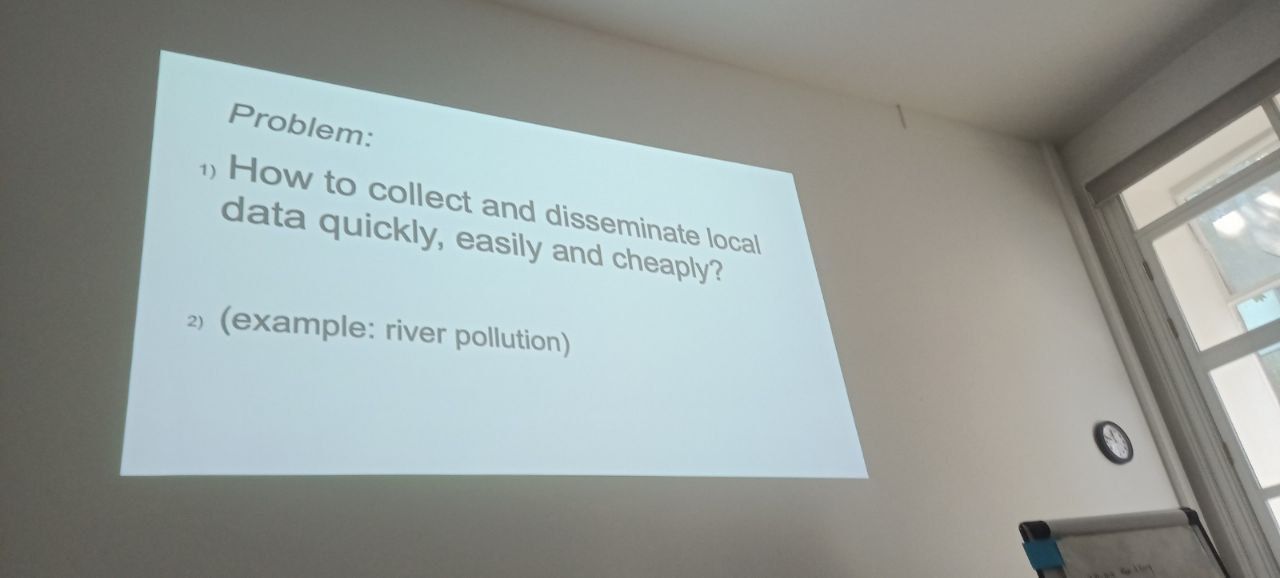 Problem:
1) How to collect and disseminate local
data quickly, easily and cheaply?
2) (example: river pollution)